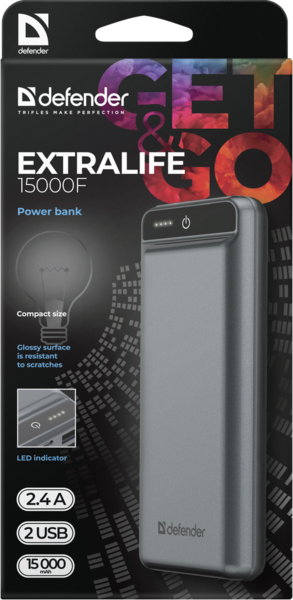 defender
GET
&
GO
defender
TRIFLES MAKE PERFECTION
EXTRALIFE
15000F
Power bank
Compact size
Glossy surface
is resistant
to scratches
LED indicator
2.4 A
2 USB
15 000
mAh
defender